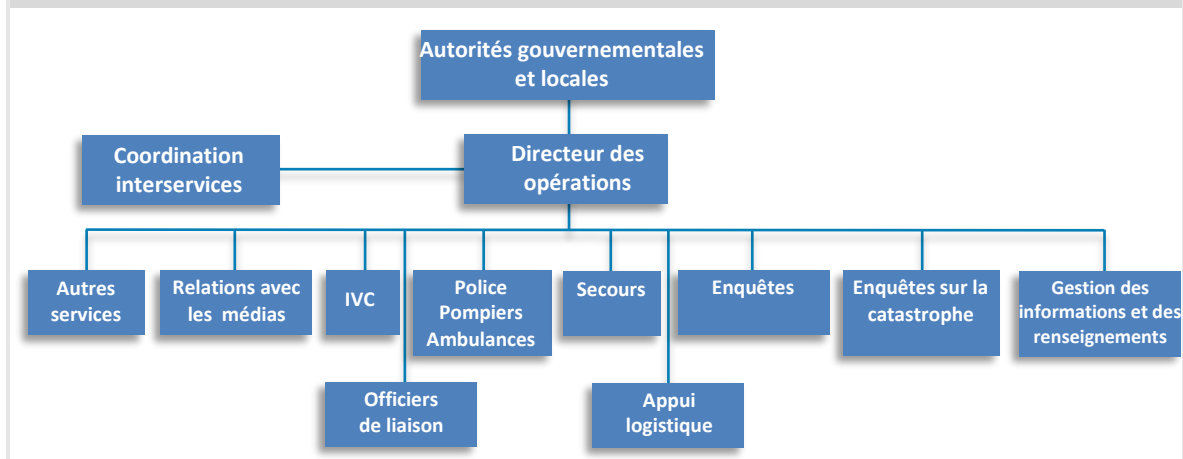 Autorités gouvernementales
et locales
Coordination
interservices
Directeur des
opérations
Autres
services
Relations avec
les médias
IVC
Police
Pompiers
Ambulances
Secours
Enquêtes
Enquêtes sur la
catastrophe
Gestion des
informations et des
renseignements
Officiers
de liaison
Appui
logistique